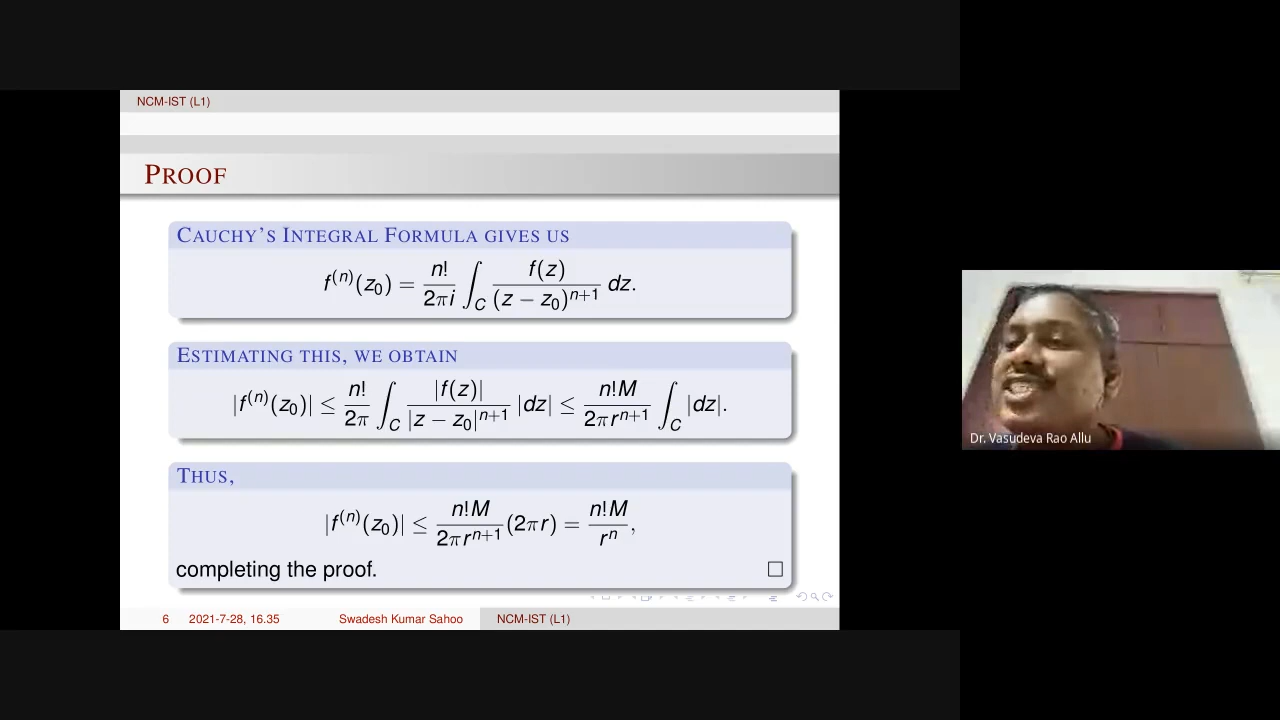 NCM-IST (L1)
PROOF
CAUCHY'S INTEGRAL FORMULA GIVES US
f^{(n)}(z_0) = \frac{n!}{2\pi i} \int_C \frac{f(z)}{(z - z_0)^{n+1}} dz.
ESTIMATING THIS, WE OBTAIN
|f^{(n)}(z_0)| \leq \frac{n!}{2\pi} \int_C \frac{|f(z)|}{|z - z_0|^{n+1}} |dz| \leq \frac{n!M}{2\pi r^{n+1}} \int_C |dz|.
THUS,
|f^{(n)}(z_0)| \leq \frac{n!M}{2\pi r^{n+1}} (2\pi r) = \frac{n!M}{r^n},
completing the proof. □
6 2021-7-28, 16.35 Swadesh Kumar Sahoo NCM-IST (L1)
Dr. Vasudeva Rao Allu